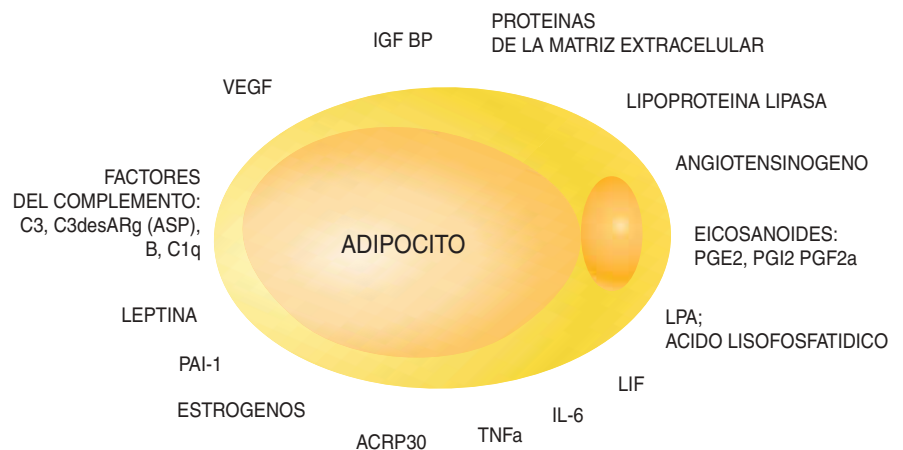 PROTEINAS
DE LA MATRIZ EXTRACELULAR
IGF BP
VEGF
LIPOPROTEINA LIPASA
ANGIOTENSINOGENO
FACTORES
DEL COMPLEMENTO:
C3, C3desARg (ASP),
B, C1q
ADIPOCITO
EICOSANOIDES:
PGE2, PGI2 PGF2a
LEPTINA
LPA;
ACIDO LISOFOSFATIDICO
PAI-1
LIF
ESTROGENOS
IL-6
TNFa
ACRP30